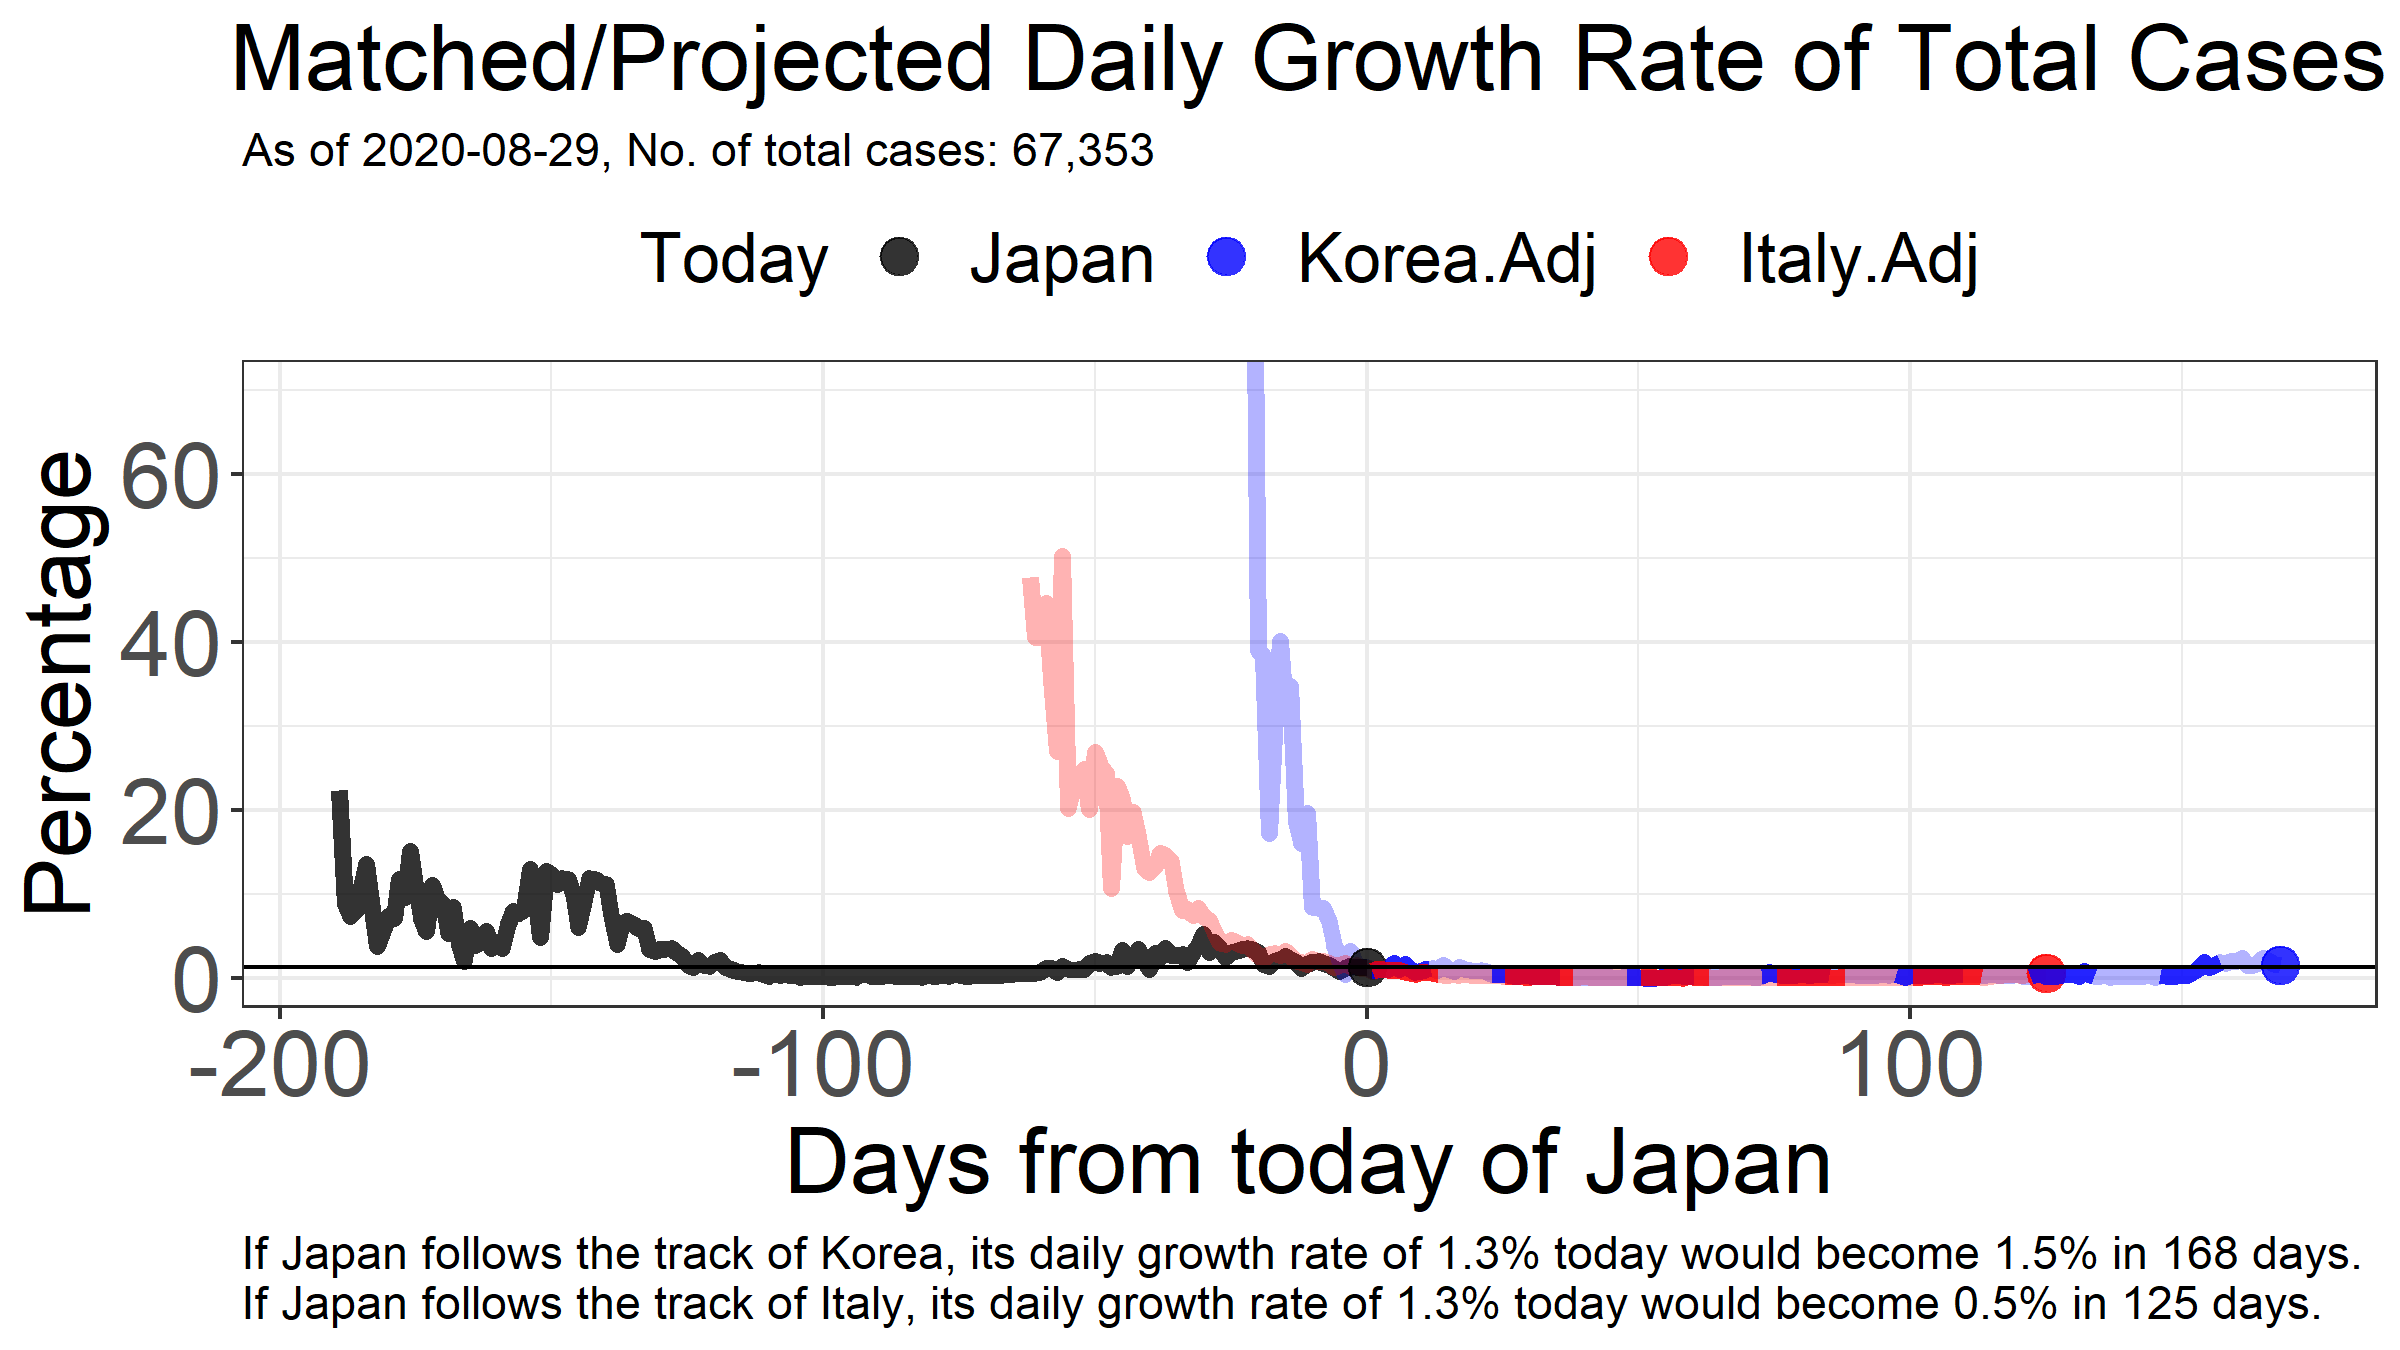 Matched/Projected Daily Growth Rate of Total Cases
As of 2020-08-29, No. of total cases: 67,353
Today Japan Korea.Adj Italy.Adj
Percentage
60
40
20
0
-200 -100 0 100
Days from today of Japan
If Japan follows the track of Korea, its daily growth rate of 1.3% today would become 1.5% in 168 days.
If Japan follows the track of Italy, its daily growth rate of 1.3% today would become 0.5% in 125 days.